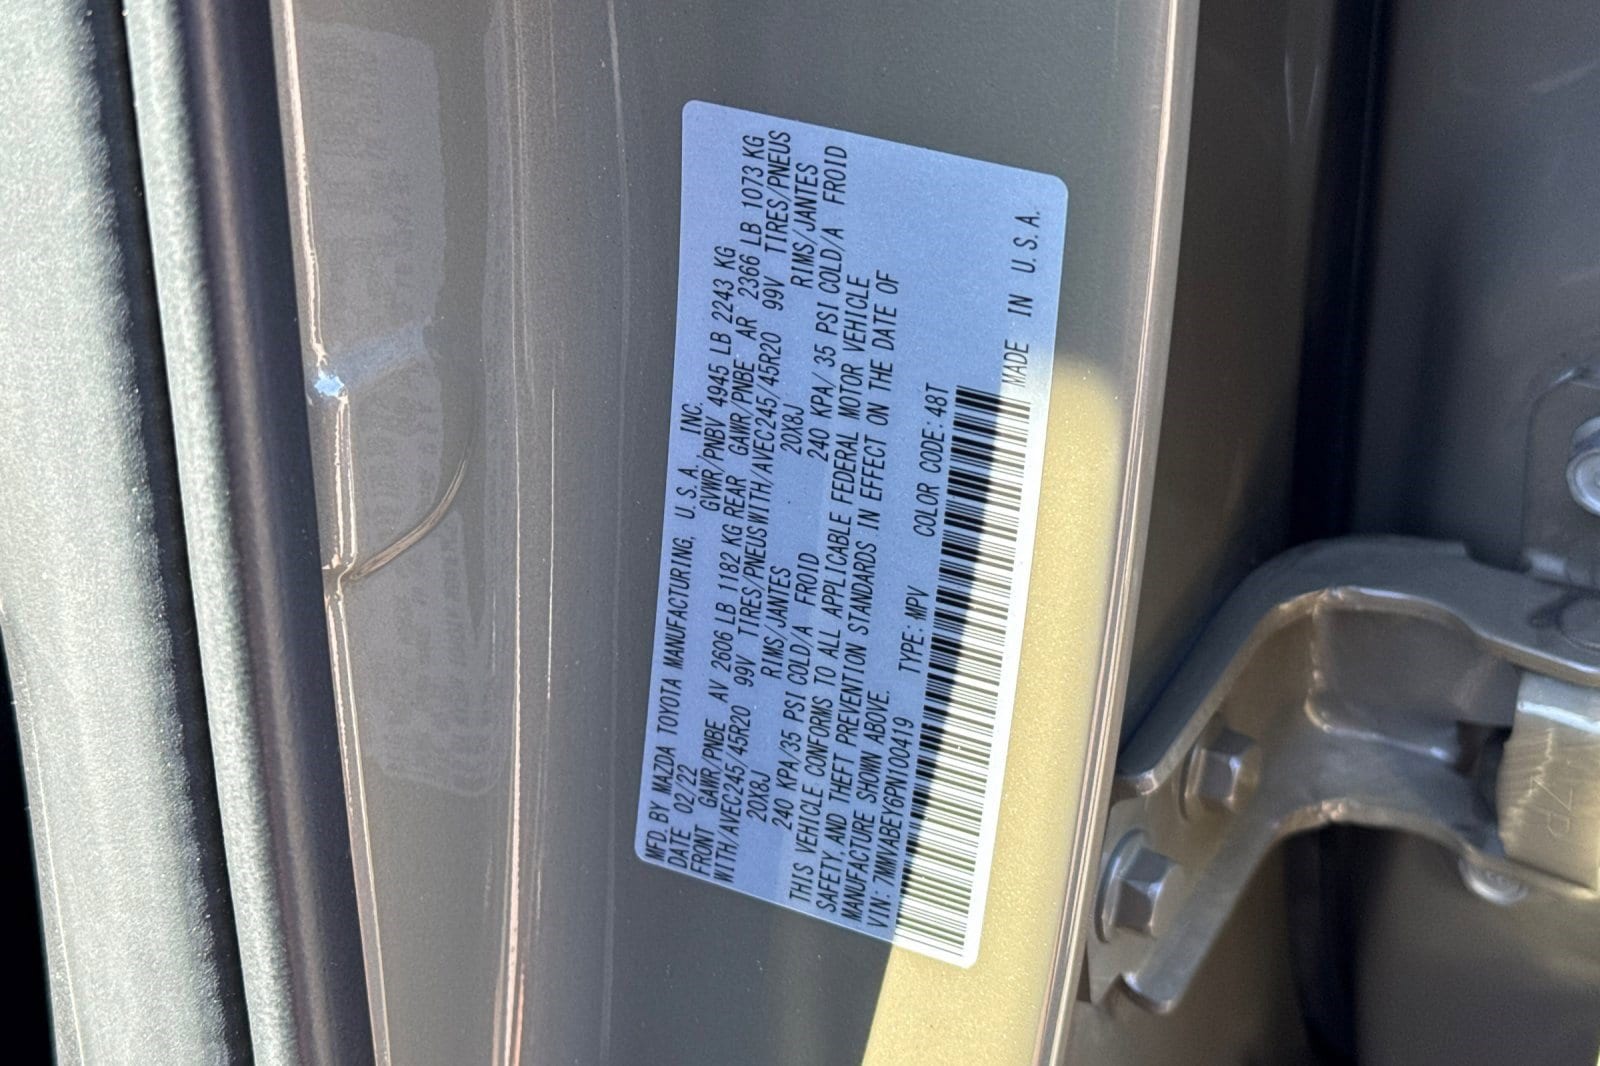 MFD. BY MAZDA TOYOTA MANUFACTURING, U.S.A. INC.
DATE 02/22 GVWR/PNBV 4945 LB 2243 KG
FRONT GAWR/PNBE AV 2606 LB 1182 KG REAR GAWR/PNBE AR 2366 LB 1073 KG
WITH/AVEC245/45R20 99V TIRES/PNEUSWITH/AVEC245/45R20 99V TIRES/PNEUS
20X8J RIMS/JANTES 20X8J RIMS/JANTES
240 KPA/35 PSI COLD/A FROID 240 KPA/ 35 PSI COLD/A FROID
THIS VEHICLE CONFORMS TO ALL APPLICABLE FEDERAL MOTOR VEHICLE
SAFETY, AND THEFT PREVENTION STANDARDS IN EFFECT ON THE DATE OF
MANUFACTURE SHOWN ABOVE.
VIN: 7MMVABEY6PN100419 TYPE: MPV COLOR CODE: 48T
MADE IN U.S.A.